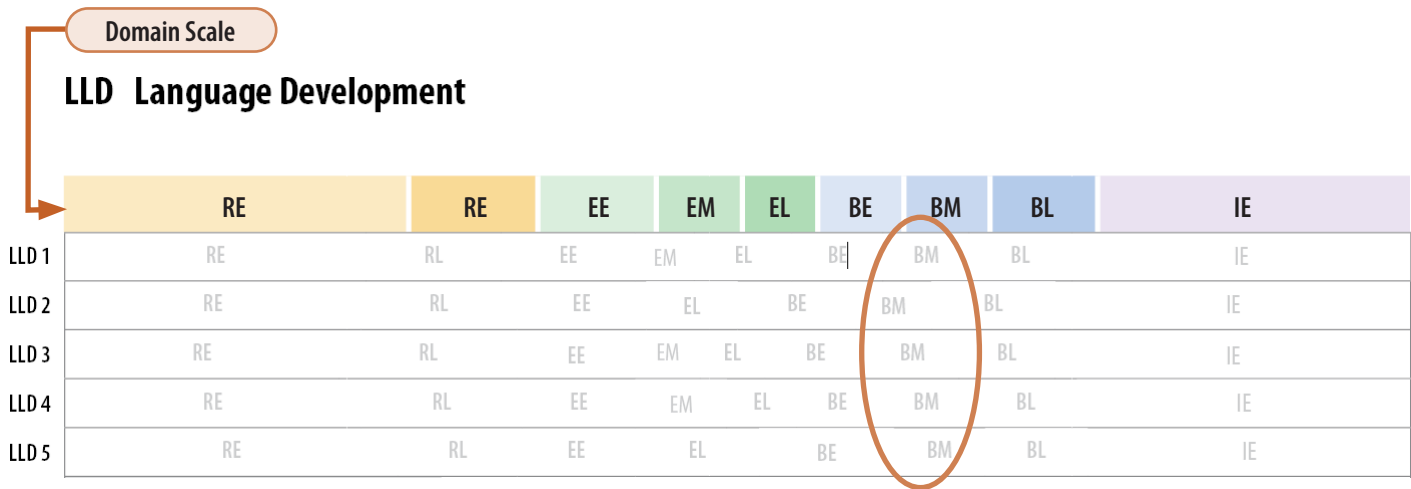 Domain Scale
LLD Language Development
RE RE EE EM EL BE BM BL IE
LLD 1 RE RL EE EM EL BE BM BL IE
LLD 2 RE RL EE EL BE BM BL IE
LLD 3 RE RL EE EM EL BE BM BL IE
LLD 4 RE RL EE EM EL BE BM BL IE
LLD 5 RE RL EE EL BE BM BL IE